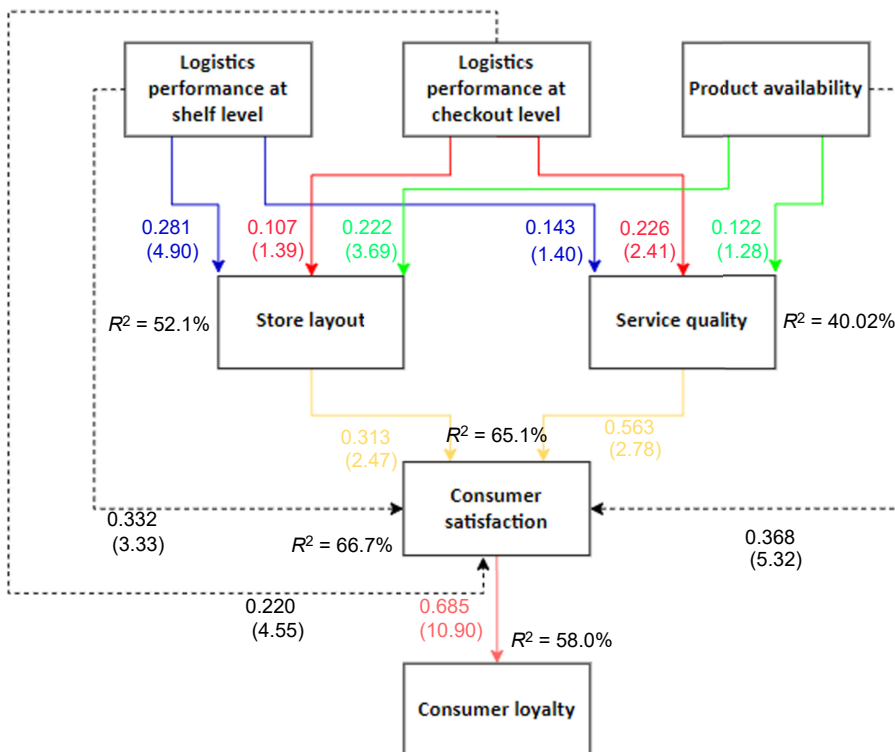 Logistics
performance at
shelf level
Logistics
performance at
checkout level
Product availability
0.281
(4.90)
0.107
(1.39)
0.222
(3.69)
0.143
(1.40)
0.226
(2.41)
0.122
(1.28)
R² = 52.1%
Store layout
Service quality
R² = 40.02%
0.313
(2.47)
R² = 65.1%
0.563
(2.78)
Consumer
satisfaction
0.332
(3.33)
R² = 66.7%
0.368
(5.32)
0.220
(4.55)
0.685
(10.90)
R² = 58.0%
Consumer loyalty